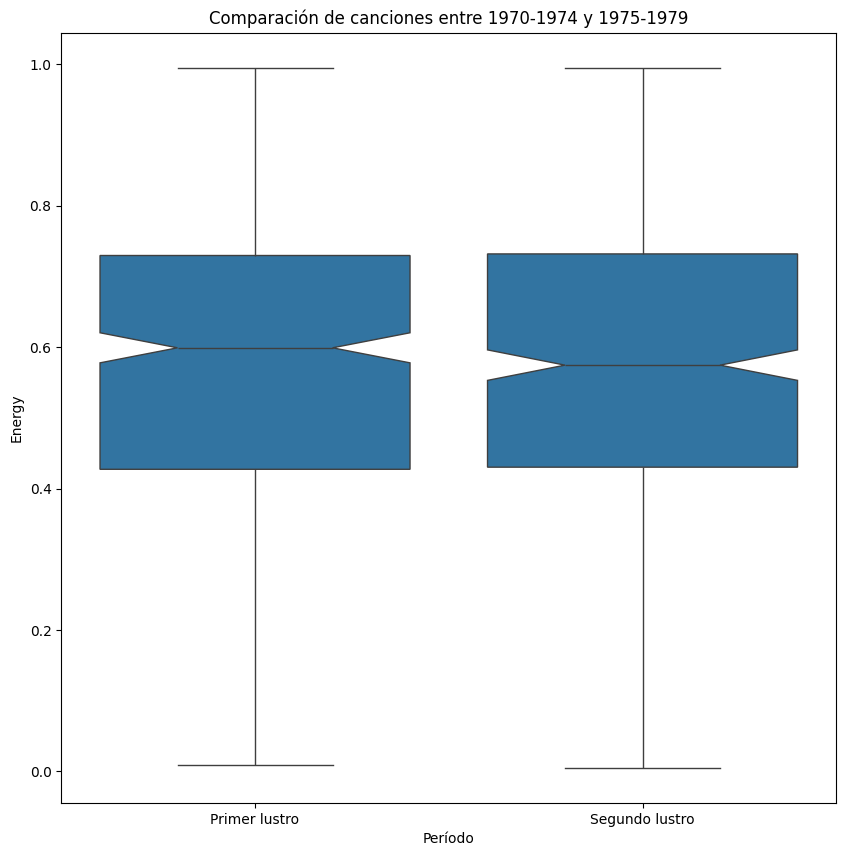 Comparación de canciones entre 1970-1974 y 1975-1979
1.0
0.8
0.6
0.4
0.2
0.0
Energy
Primer lustro
Segundo lustro
Período